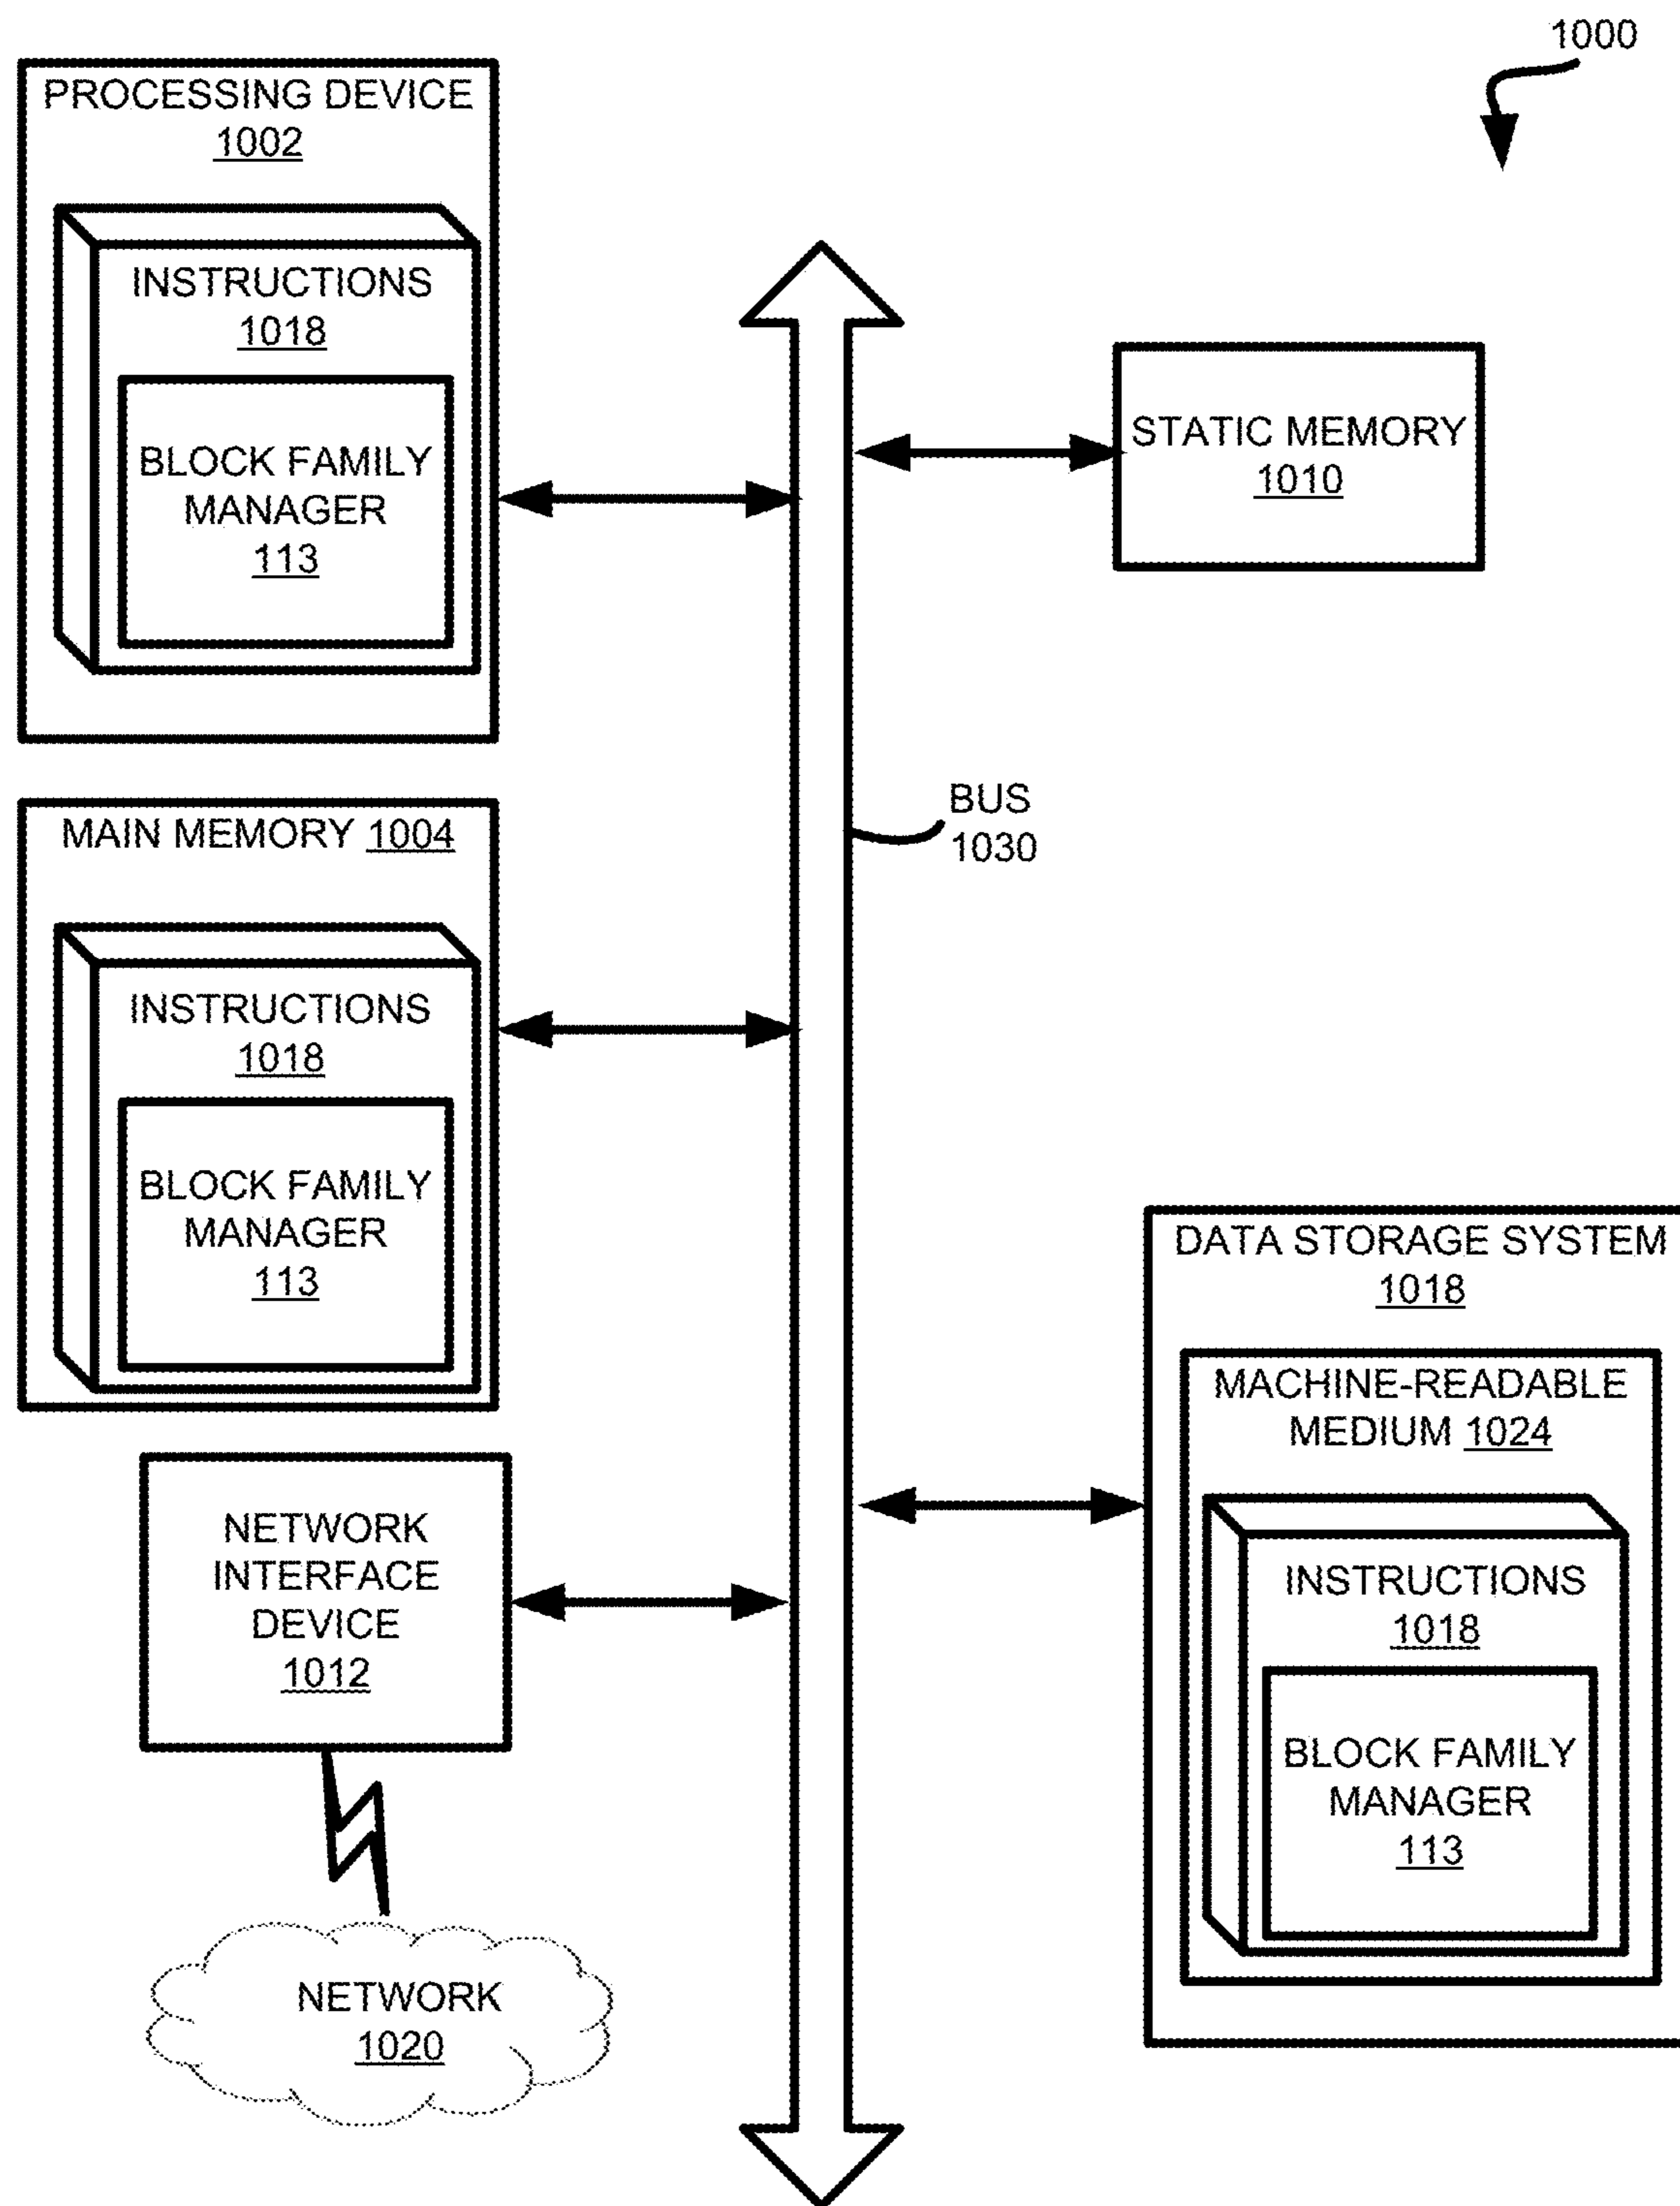 1000
PROCESSING DEVICE
1002
INSTRUCTIONS
1018
BLOCK FAMILY
MANAGER
113
STATIC MEMORY
1010
BUS
1030
MAIN MEMORY 1004
INSTRUCTIONS
1018
BLOCK FAMILY
MANAGER
113
DATA STORAGE SYSTEM
1018
MACHINE-READABLE
MEDIUM 1024
INSTRUCTIONS
1018
BLOCK FAMILY
MANAGER
113
NETWORK
INTERFACE
DEVICE
1012
NETWORK
1020